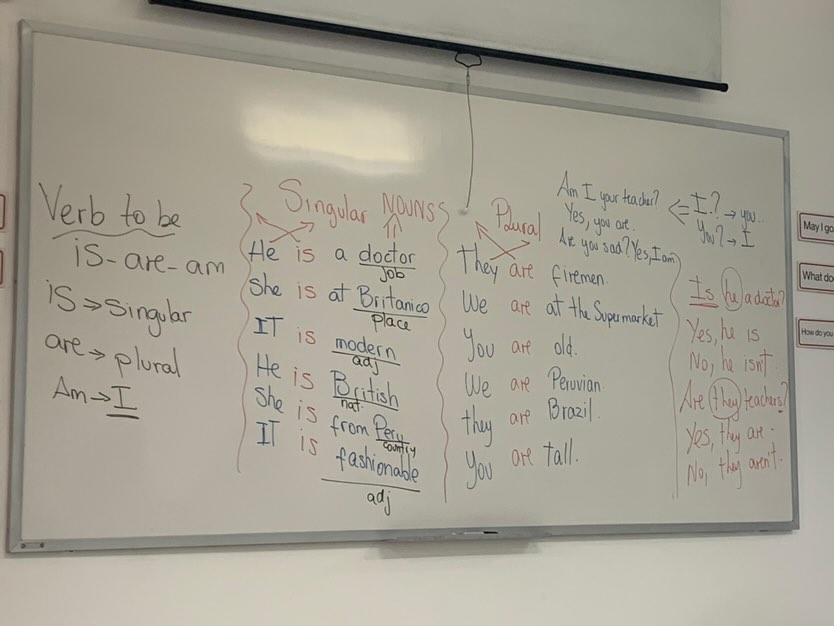 Verb to be
is - are - am
is → singular
are → plural
Am → I
Singular NOUNS
He is a doctor
job
She is at Britanico
place
IT is modern
adj
He is British
nat.
She is from Peru
country
IT is fashionable
adj
Plural
they are firemen.
We are at the Supermarket
You are old.
We are Peruvian.
they are Brazil.
You are tall.
Am I your teacher?
Yes, you are.
Are you sad? Yes, I am
I? → you..
You? → I
Is he a doctor?
Yes, he is
No, he isn't.
Are they teachers?
Yes, they are.
No, they aren't.
May I go
What do
How do you